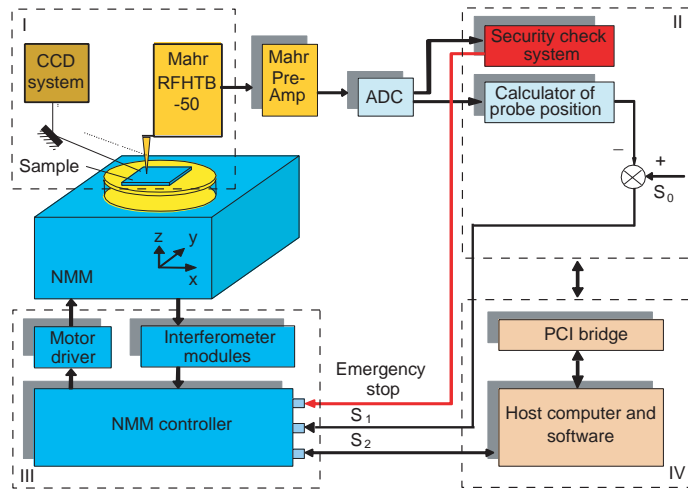 I
CCD
system
Mahr
RFHTB
-50
Mahr
Pre-
Amp
ADC
II
Security check
system
Calculator of
probe position
Sample
−
+
S0
z
y
x
NMM
Motor
driver
Interferometer
modules
PCI bridge
Emergency
stop
NMM controller
S1
S2
Host computer and
software
III
IV